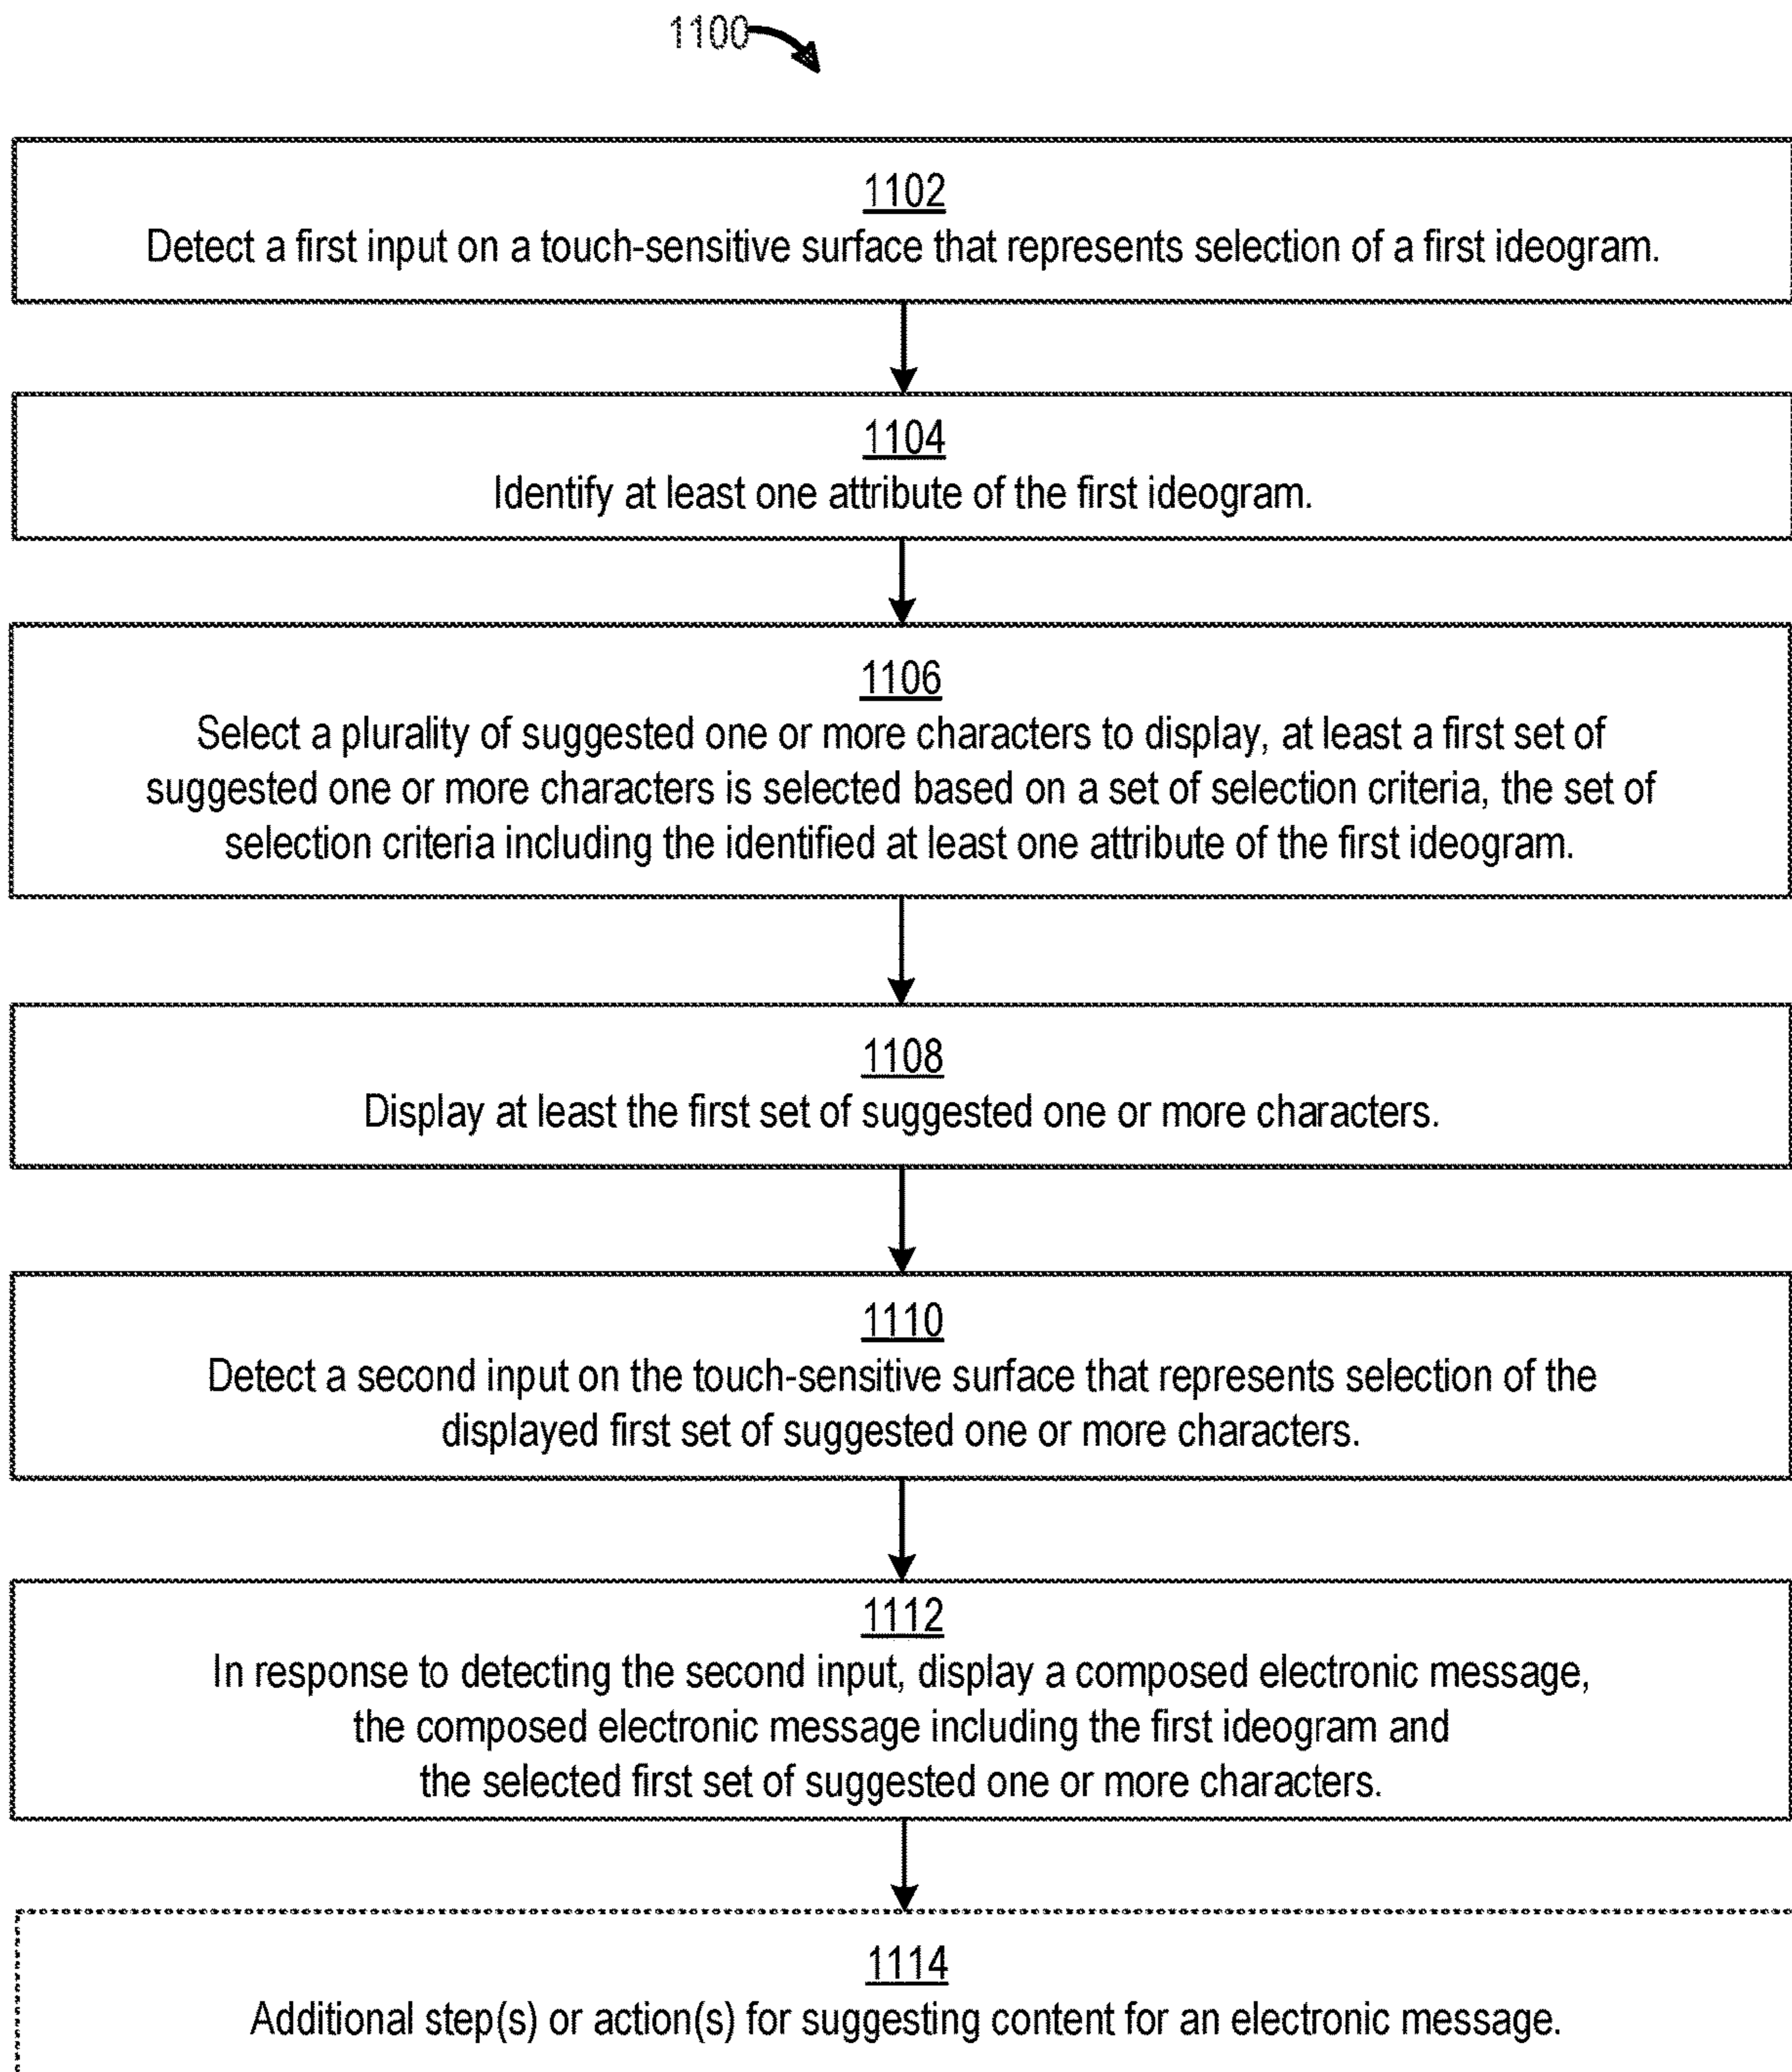 1100
1102
Detect a first input on a touch-sensitive surface that represents selection of a first ideogram.
1104
Identify at least one attribute of the first ideogram.
1106
Select a plurality of suggested one or more characters to display, at least a first set of
suggested one or more characters is selected based on a set of selection criteria, the set of
selection criteria including the identified at least one attribute of the first ideogram.
1108
Display at least the first set of suggested one or more characters.
1110
Detect a second input on the touch-sensitive surface that represents selection of the
displayed first set of suggested one or more characters.
1112
In response to detecting the second input, display a composed electronic message,
the composed electronic message including the first ideogram and
the selected first set of suggested one or more characters.
1114
Additional step(s) or action(s) for suggesting content for an electronic message.